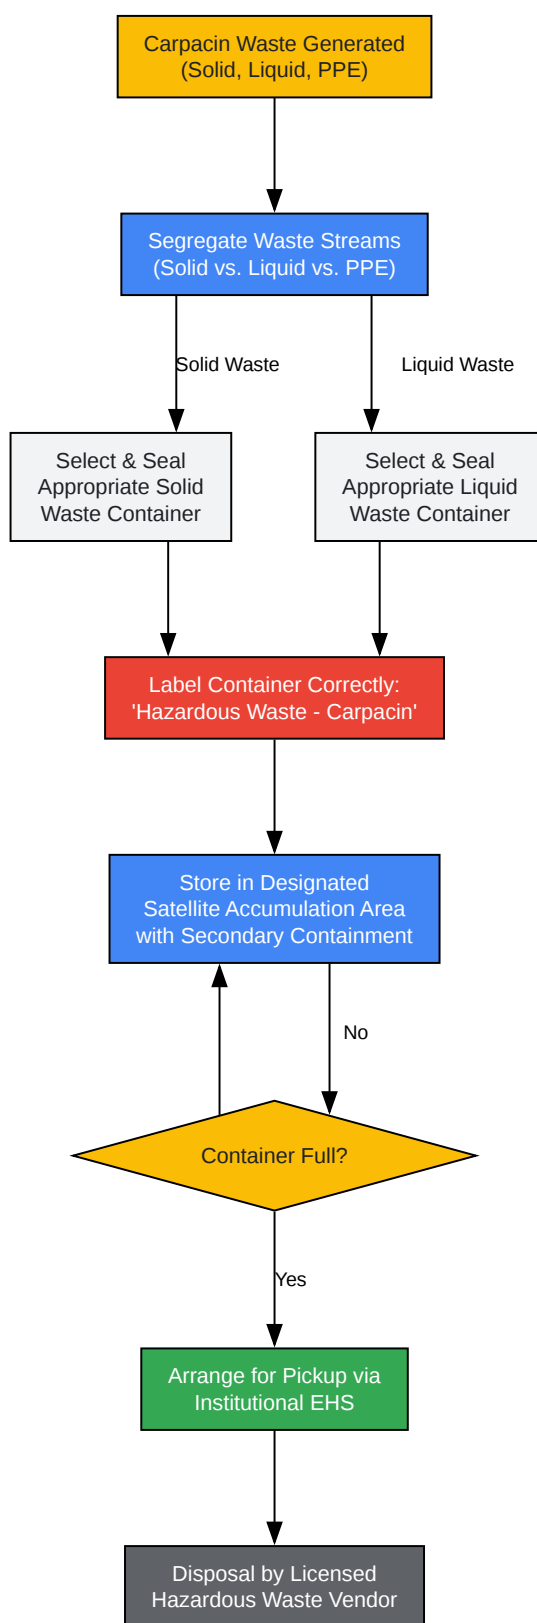 Carpacin Waste Generated
(Solid, Liquid, PPE)
Segregate Waste Streams
(Solid vs. Liquid vs. PPE)
Solid Waste
Liquid Waste
Select & Seal
Appropriate Solid
Waste Container
Select & Seal
Appropriate Liquid
Waste Container
Label Container Correctly:
'Hazardous Waste - Carpacin'
Store in Designated
Satellite Accumulation Area
with Secondary Containment
No
Container Full?
Yes
Arrange for Pickup via
Institutional EHS
Disposal by Licensed
Hazardous Waste Vendor